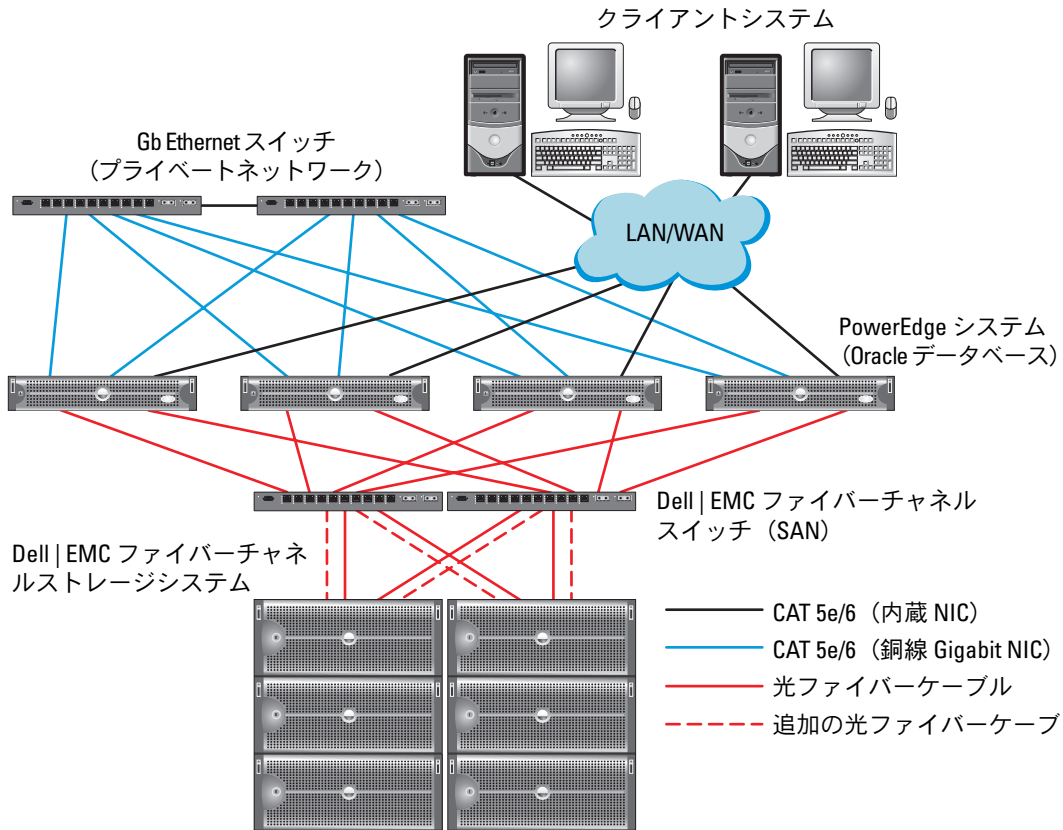 クライアントシステム
Gb Ethernet スイッチ
（プライベートネットワーク）
LAN/WAN
PowerEdge システム
（Oracle データベース）
Dell | EMC ファイバーチャネル
スイッチ（SAN）
Dell | EMC ファイバーチャネ
ルストレージシステム
CAT 5e/6（内蔵 NIC）
CAT 5e/6（銅線 Gigabit NIC）
光ファイバーケーブル
追加の光ファイバーケーブ